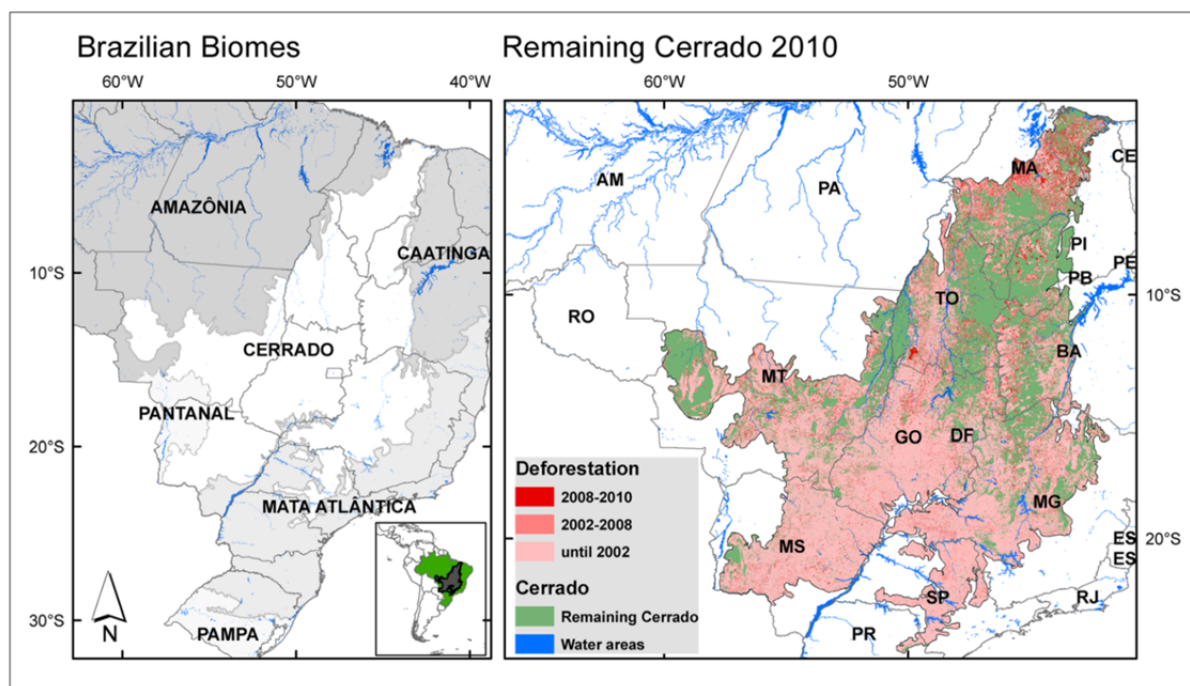 Brazilian Biomes
60°W 50°W 40°W
AMAZÔNIA
CAATINGA
10°S
CERRADO
PANTANAL
20°S
MATA ATLÂNTICA
N
30°S
PAMPA
Remaining Cerrado 2010
60°W 50°W
AM
PA
MA
CE
PI
PB
PE
RO
TO
10°S
BA
MT
GO
DF
MG
MS
20°S
ES
ES
SP
RJ
PR
Deforestation
2008-2010
2002-2008
until 2002
Cerrado
Remaining Cerrado
Water areas